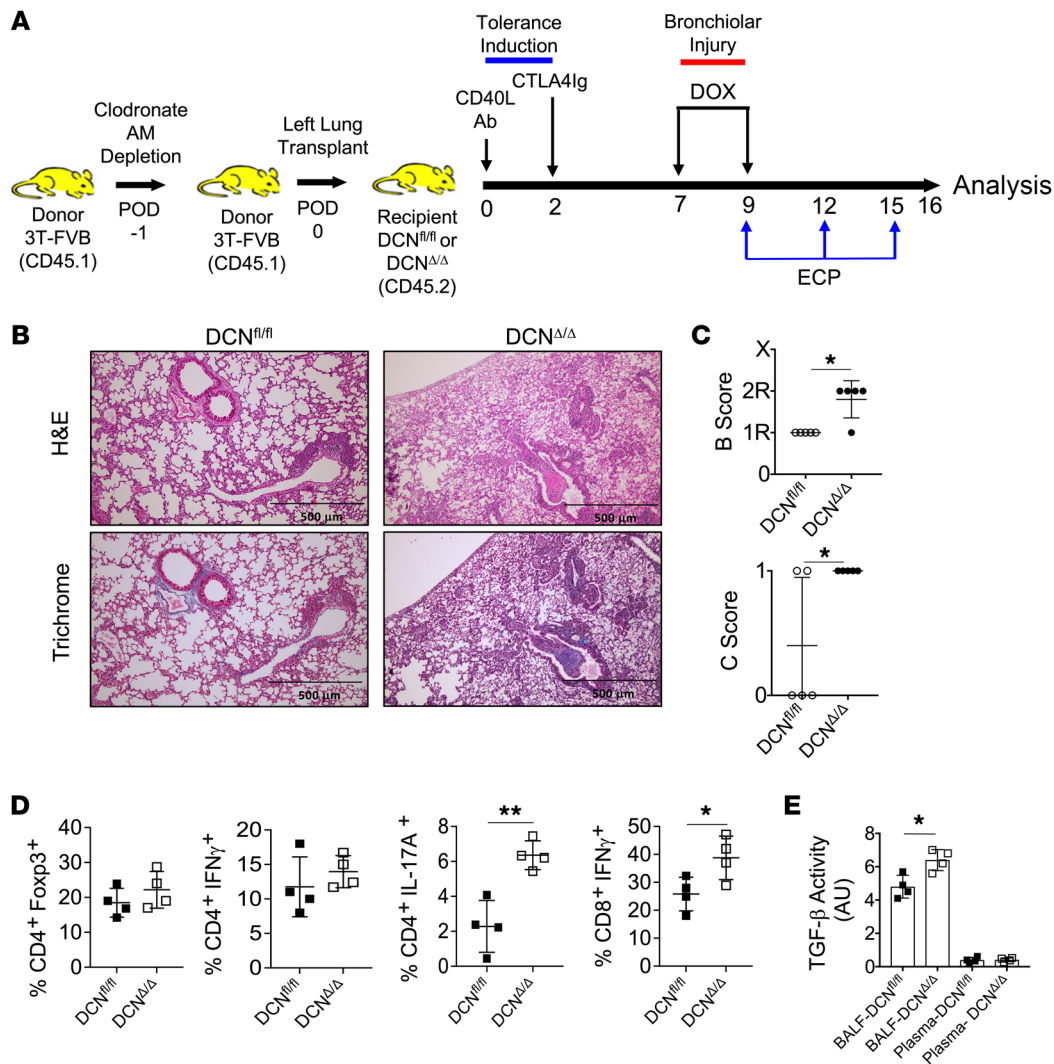 A
Tolerance
Induction
Bronchiolar
Injury
CD40L
Ab
CTLA4Ig
DOX
Clodronate
AM
Depletion
POD
-1
Left Lung
Transplant
POD
0
Donor
3T-FVB
(CD45.1)
Donor
3T-FVB
(CD45.1)
Recipient
DCNfl/fl or
DCNΔ/Δ
(CD45.2)
0 2 7 9 12 15 16
Analysis
ECP
B
DCNfl/fl DCNΔ/Δ
H&E
500 µm 500 µm
Trichrome
500 µm 500 µm
C
B Score
X
2R
1R
0
*
DCNfl/fl
DCNΔ/Δ
C Score
1
0
*
DCNfl/fl
DCNΔ/Δ
D
% CD4+ Foxp3+
40
30
20
10
0
DCNfl/fl
DCNΔ/Δ
% CD4+ IFNγ+
20
15
10
5
0
DCNfl/fl
DCNΔ/Δ
% CD4+ IL-17A +
8
6
4
2
0
**
DCNfl/fl
DCNΔ/Δ
% CD8+ IFNγ+
50
40
30
20
10
0
*
DCNfl/fl
DCNΔ/Δ
E
TGF-β Activity
(AU)
8
6
4
2
0
*
BALF-DCNfl/fl
BALF-DCNΔ/Δ
Plasma-DCNfl/fl
Plasma- DCNΔ/Δ